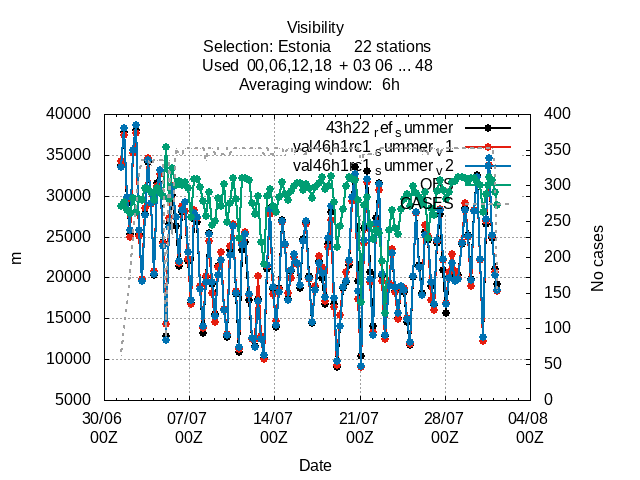 Visibility
Selection: Estonia 22 stations
Used 00,06,12,18 + 03 06 ... 48
Averaging window: 6h
40000
35000
30000
25000
20000
15000
10000
5000
m
400
350
300
250
200
150
100
50
0
No cases
43h22_ref_summer
val46h1rc1_summer_v1
val46h1rc1_summer_v2
OBS
CASES
30/06 00Z
07/07 00Z
14/07 00Z
21/07 00Z
28/07 00Z
04/08 00Z
Date